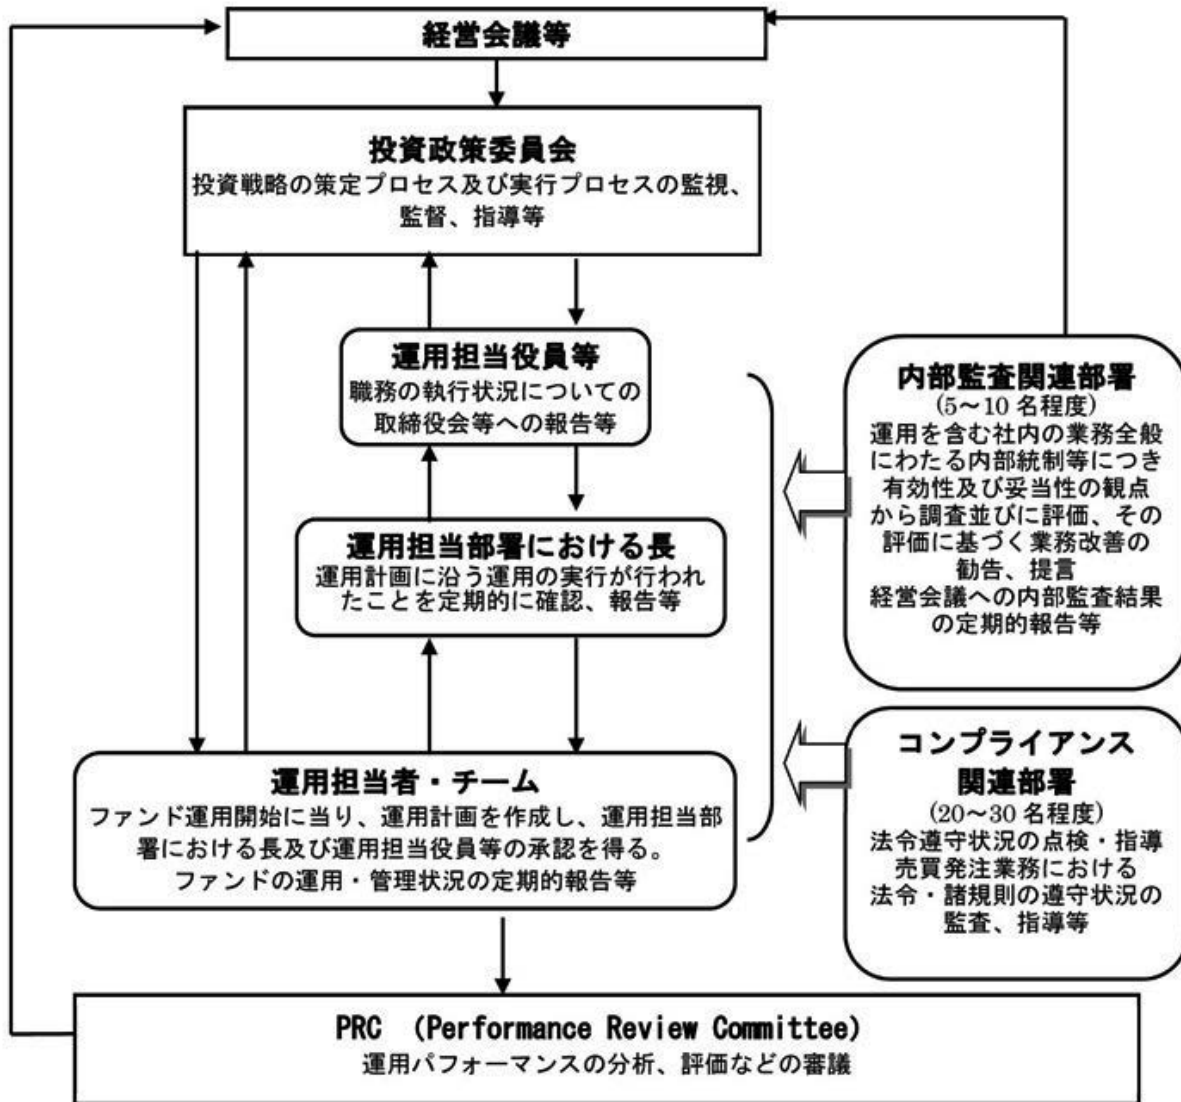 経営会議等
投資政策委員会
投資戦略の策定プロセス及び実行プロセスの監視、
監督、指導等
運用担当役員等
職務の執行状況についての
取締役会等への報告等
運用担当部署における長
運用計画に沿う運用の実行が行われ
たことを定期的に確認、報告等
運用担当者・チーム
ファンド運用開始に当り、運用計画を作成し、運用担当部
署における長及び運用担当役員等の承認を得る。
ファンドの運用・管理状況の定期的報告等
内部監査関連部署
(5～10 名程度)
運用を含む社内の業務全般
にわたる内部統制等につき
有効性及び妥当性の観点
から調査並びに評価、その
評価に基づく業務改善の
勧告、提言
経営会議への内部監査結果
の定期的報告等
コンプライアンス
関連部署
(20～30 名程度)
法令遵守状況の点検・指導
売買発注業務における
法令・諸規則の遵守状況の
監査、指導等
PRC （Performance Review Committee）
運用パフォーマンスの分析、評価などの審議